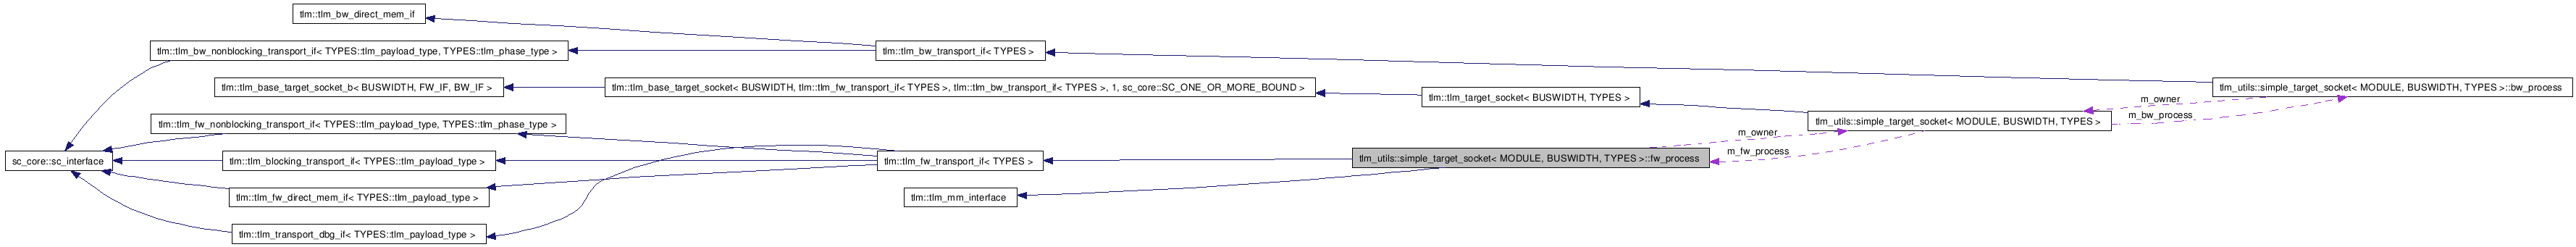 tlm::tlm_bw_direct_mem_if
tlm::tlm_bw_nonblocking_transport_if< TYPES::tlm_payload_type, TYPES::tlm_phase_type >
tlm::tlm_bw_transport_if< TYPES >
tlm::tlm_base_target_socket_b< BUSWIDTH, FW_IF, BW_IF >
tlm::tlm_base_target_socket< BUSWIDTH, tlm::tlm_fw_transport_if< TYPES >, tlm::tlm_bw_transport_if< TYPES >, 1, sc_core::SC_ONE_OR_MORE_BOUND >
tlm::tlm_target_socket< BUSWIDTH, TYPES >
tlm_utils::simple_target_socket< MODULE, BUSWIDTH, TYPES >::bw_process
m_owner
m_bw_process
tlm_utils::simple_target_socket< MODULE, BUSWIDTH, TYPES >
tlm::tlm_fw_nonblocking_transport_if< TYPES::tlm_payload_type, TYPES::tlm_phase_type >
m_owner
m_fw_process
sc_core::sc_interface
tlm::tlm_blocking_transport_if< TYPES::tlm_payload_type >
tlm::tlm_fw_transport_if< TYPES >
tlm_utils::simple_target_socket< MODULE, BUSWIDTH, TYPES >::fw_process
tlm::tlm_fw_direct_mem_if< TYPES::tlm_payload_type >
tlm::tlm_mm_interface
tlm::tlm_transport_dbg_if< TYPES::tlm_payload_type >